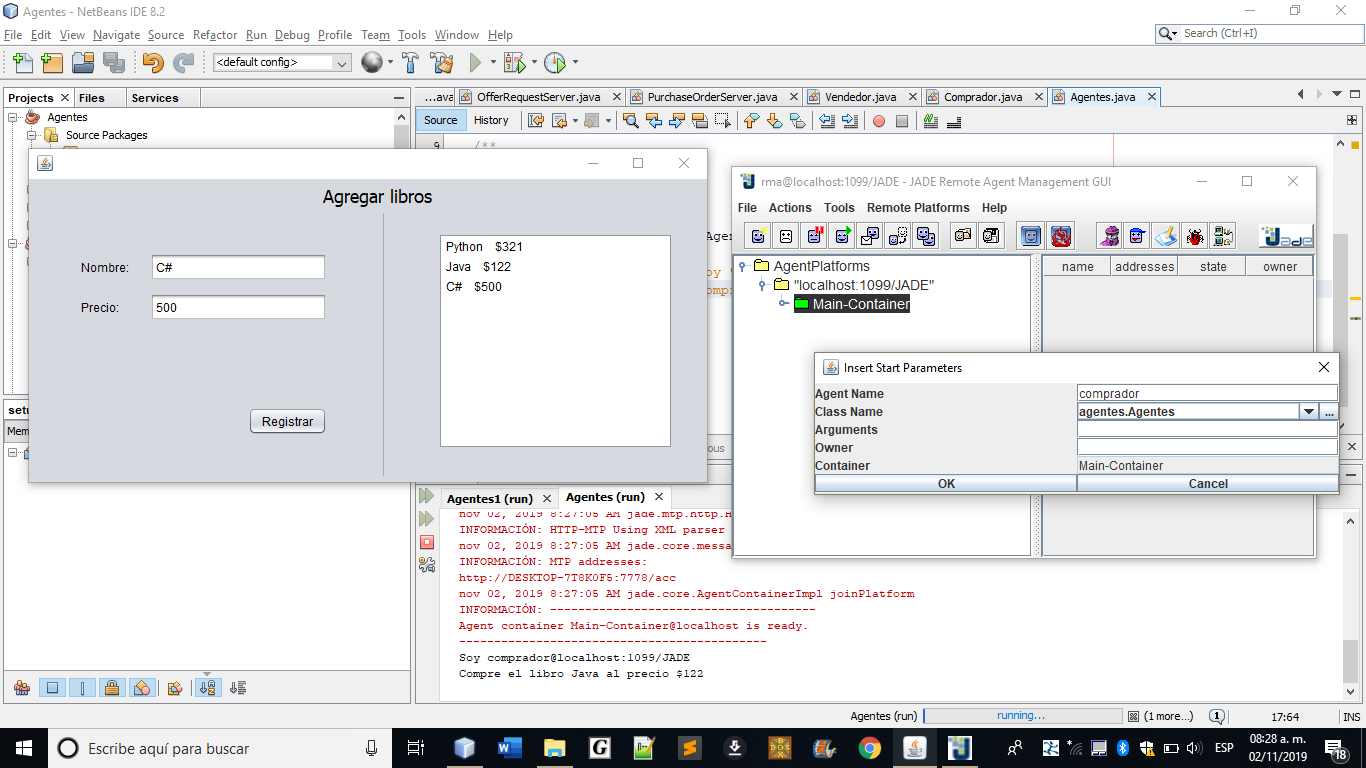 Agentes - NetBeans IDE 8.2
File Edit View Navigate Source Refactor Run Debug Profile Team Tools Window Help
Search (Ctrl+I)
<default config>
Projects Files Services
...ava OfferRequestServer.java PurchaseOrderServer.java Vendedor.java Comprador.java Agentes.java
Agentes
Source Packages
Source History
9 /**
Agregar libros
Nombre: C#
Precio: 500
Registrar
Python $321
Java $122
C# $500
rma@localhost:1099/JADE - JADE Remote Agent Management GUI
File Actions Tools Remote Platforms Help
Jade
AgentPlatforms
"localhost:1099/JADE"
Main-Container
name addresses state owner
Insert Start Parameters
Agent Name comprador
Class Name agentes.Agentes ...
Arguments
Owner
Container Main-Container
OK Cancel
Agentes1 (run) Agentes (run)
nov 02, 2019 8:27:05 AM jade.mtp.http.H
INFORMACIÓN: HTTP-MTP Using XML parser
nov 02, 2019 8:27:05 AM jade.core.messa
INFORMACIÓN: MTP addresses:
http://DESKTOP-7T8K0F5:7778/acc
nov 02, 2019 8:27:05 AM jade.core.AgentContainerImpl joinPlatform
INFORMACIÓN: --------------------------------------
Agent container Main-Container@localhost is ready.
--------------------------------------------
Soy comprador@localhost:1099/JADE
Compre el libro Java al precio $122
Agentes (run) running... (1 more...) 1 17:64 INS
Escribe aquí para buscar
ESP
08:28 a. m.
02/11/2019
18